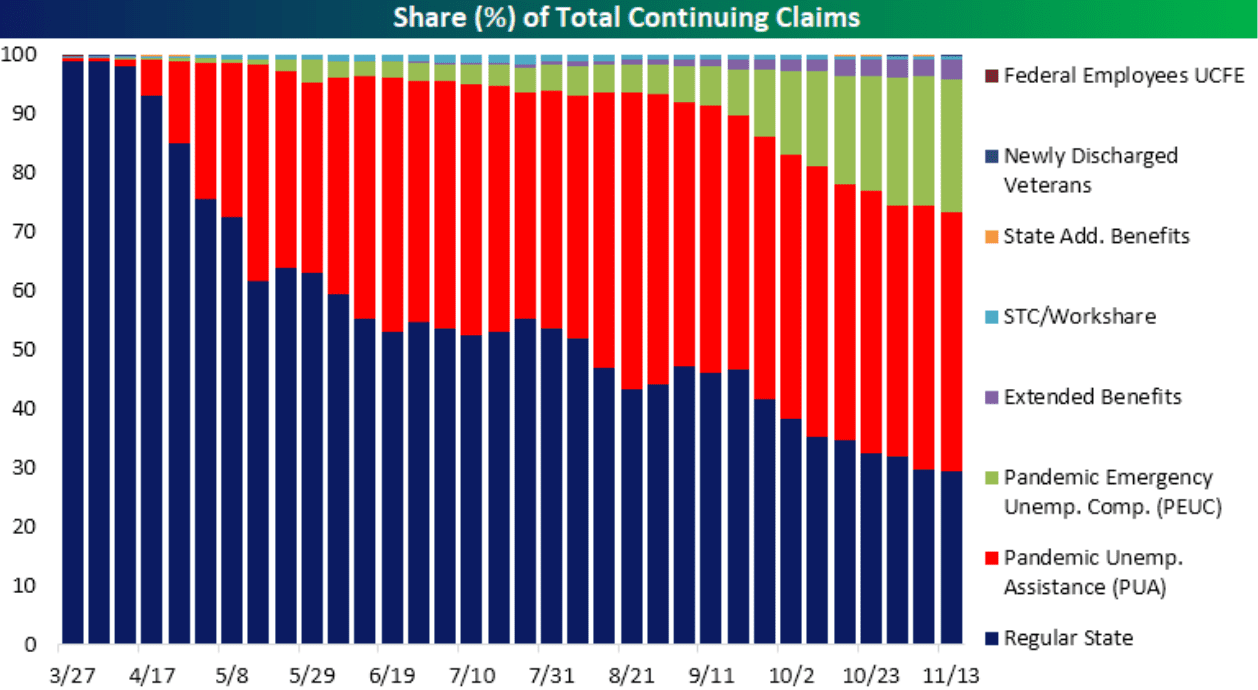 Share (%) of Total Continuing Claims
100
90
80
70
60
50
40
30
20
10
0
3/27 4/17 5/8 5/29 6/19 7/10 7/31 8/21 9/11 10/2 10/23 11/13
Federal Employees UCFE
Newly Discharged
Veterans
State Add. Benefits
STC/Workshare
Extended Benefits
Pandemic Emergency
Unemp. Comp. (PEUC)
Pandemic Unemp.
Assistance (PUA)
Regular State